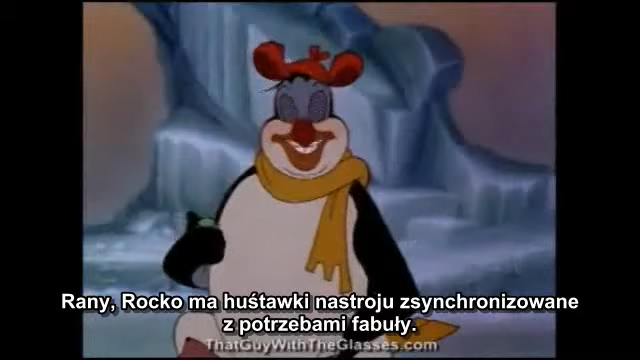 Rany, Rocko ma huśtawki nastroju zsynchronizowane
z potrzebami fabuły.
ThatGuyWithTheGlasses.com